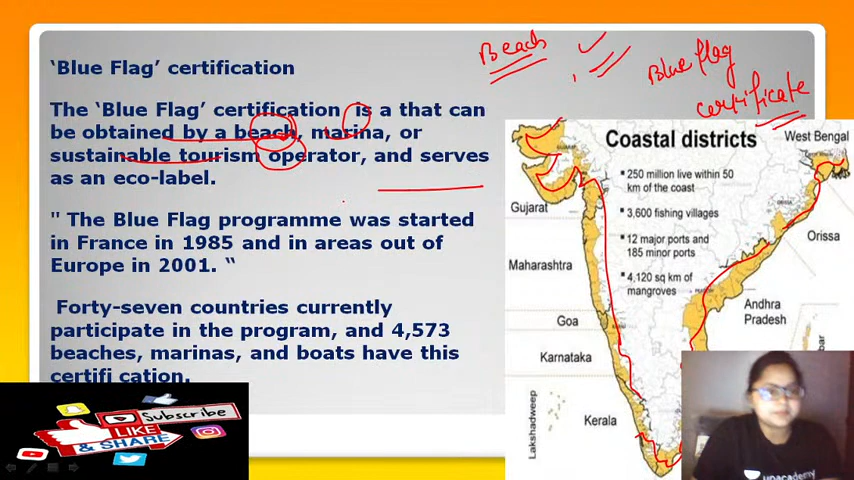 'Blue Flag' certification
The 'Blue Flag' certification is a that can
be obtained by a beach, marina, or
sustainable tourism operator, and serves
as an eco-label.
" The Blue Flag programme was started
in France in 1985 and in areas out of
Europe in 2001. “
Forty-seven countries currently
participate in the program, and 4,573
beaches, marinas, and boats have this
certifi cation.
Beach
Blue flag
certificate
Coastal districts
West Bengal
250 million live within 50
km of the coast
3,600 fishing villages
12 major ports and
185 minor ports
4,120 sq km of
mangroves
Gujarat
Maharashtra
Goa
Karnataka
Kerala
Lakshadweep
Orissa
Andhra
Pradesh
Subscribe
LIKE
& SHARE
unacademy